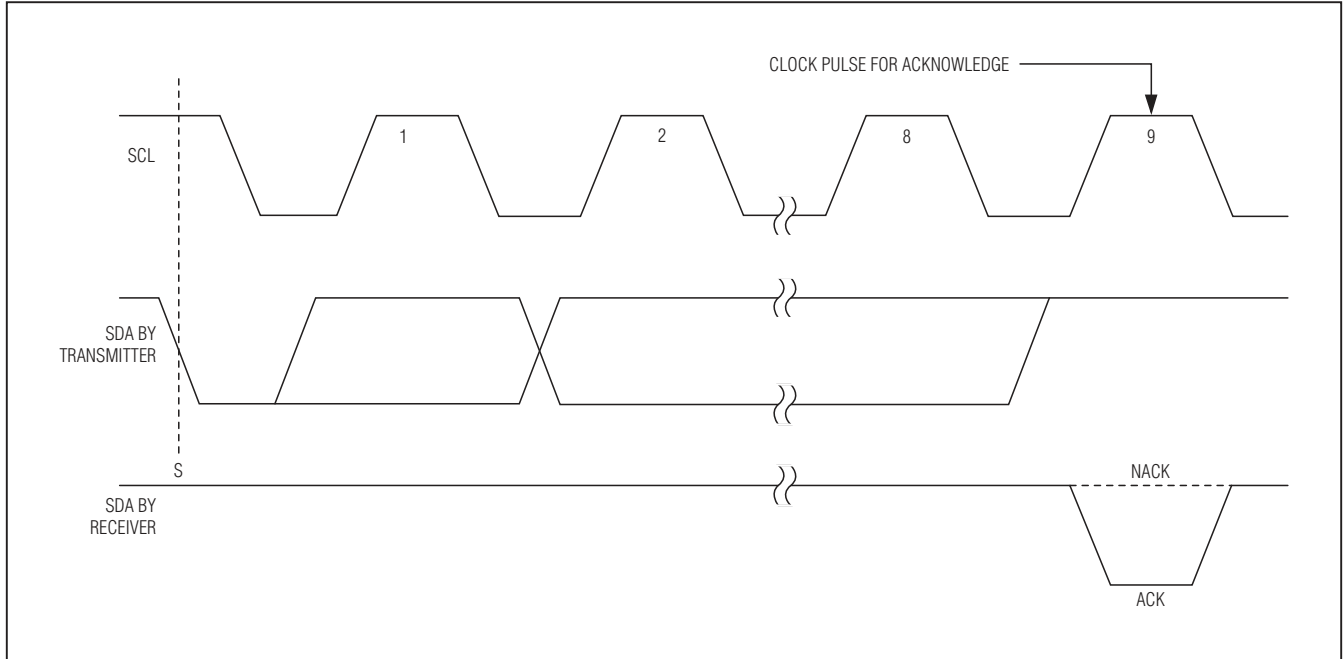 CLOCK PULSE FOR ACKNOWLEDGE
SCL
1
2
8
9
SDA BY
TRANSMITTER
S
SDA BY
RECEIVER
NACK
ACK